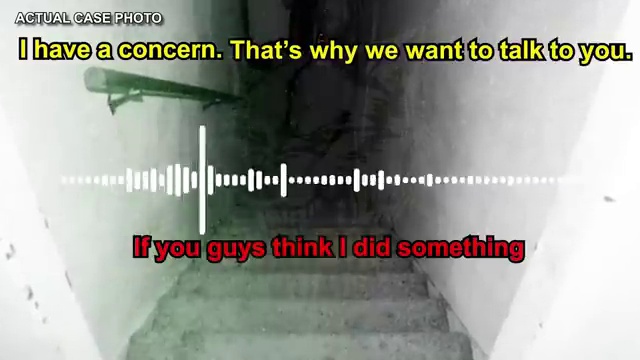 ACTUAL CASE PHOTO
I have a concern. That's why we want to talk to you.
If you guys think I did something